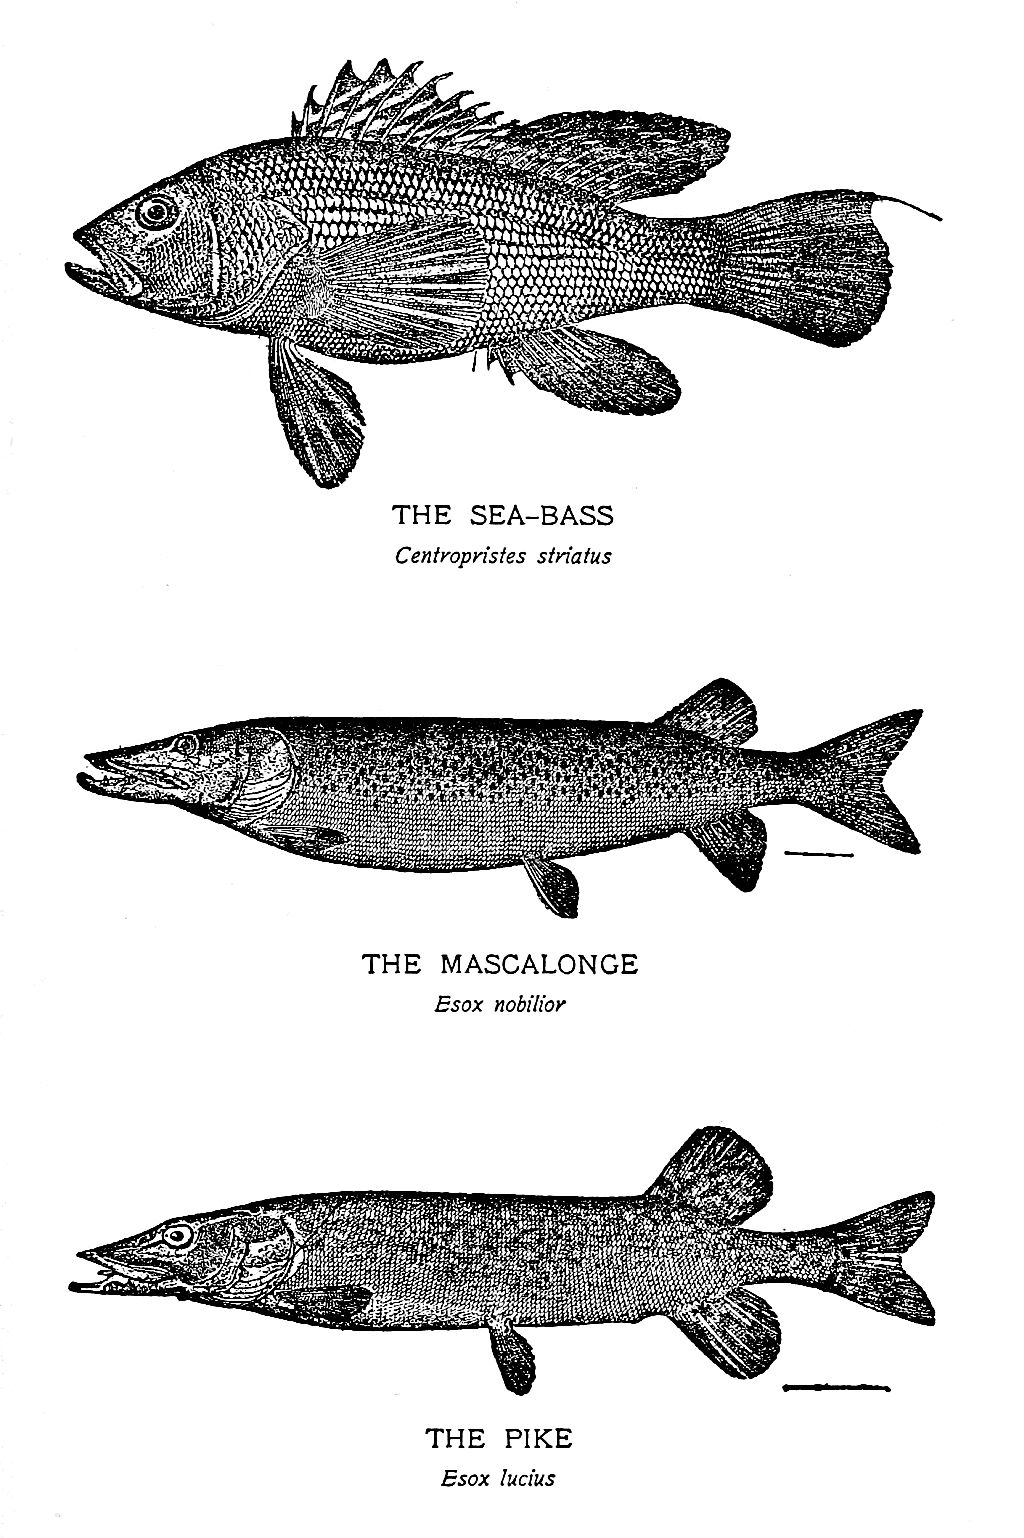 THE SEA-BASS
Centropristes striatus
THE MASCALONGE
Esox nobilior
THE PIKE
Esox lucius